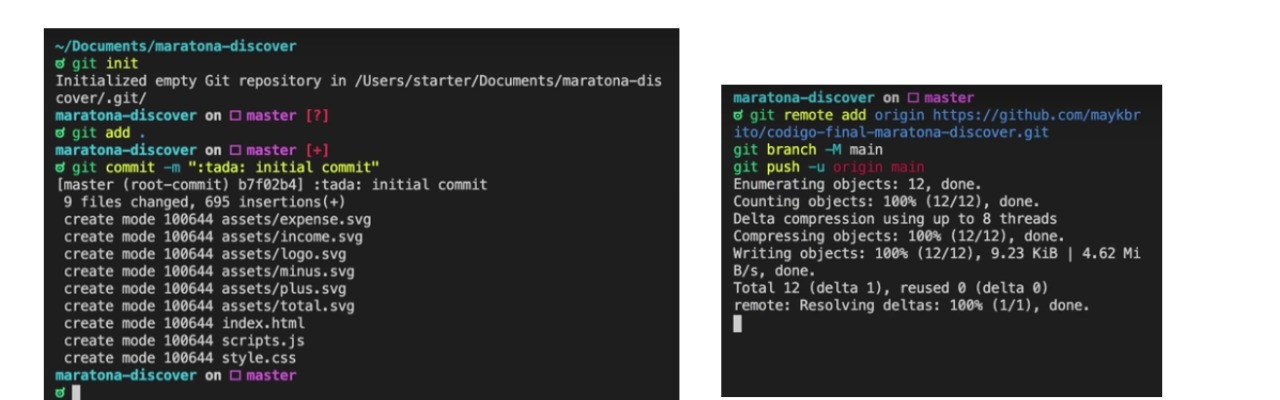 ~/Documents/maratona-discover
git init
Initialized empty Git repository in /Users/starter/Documents/maratona-dis
cover/.git/
maratona-discover on master [?]
git add .
maratona-discover on master [+]
git commit -m ":tada: initial commit"
[master (root-commit) b7f02b4] :tada: initial commit
9 files changed, 695 insertions(+)
create mode 100644 assets/expense.svg
create mode 100644 assets/income.svg
create mode 100644 assets/logo.svg
create mode 100644 assets/minus.svg
create mode 100644 assets/plus.svg
create mode 100644 assets/total.svg
create mode 100644 index.html
create mode 100644 scripts.js
create mode 100644 style.css
maratona-discover on master
maratona-discover on master
git remote add origin https://github.com/maykbr
ito/codigo-final-maratona-discover.git
git branch -M main
git push -u origin main
Enumerating objects: 12, done.
Counting objects: 100% (12/12), done.
Delta compression using up to 8 threads
Compressing objects: 100% (12/12), done.
Writing objects: 100% (12/12), 9.23 KiB | 4.62 Mi
B/s, done.
Total 12 (delta 1), reused 0 (delta 0)
remote: Resolving deltas: 100% (1/1), done.